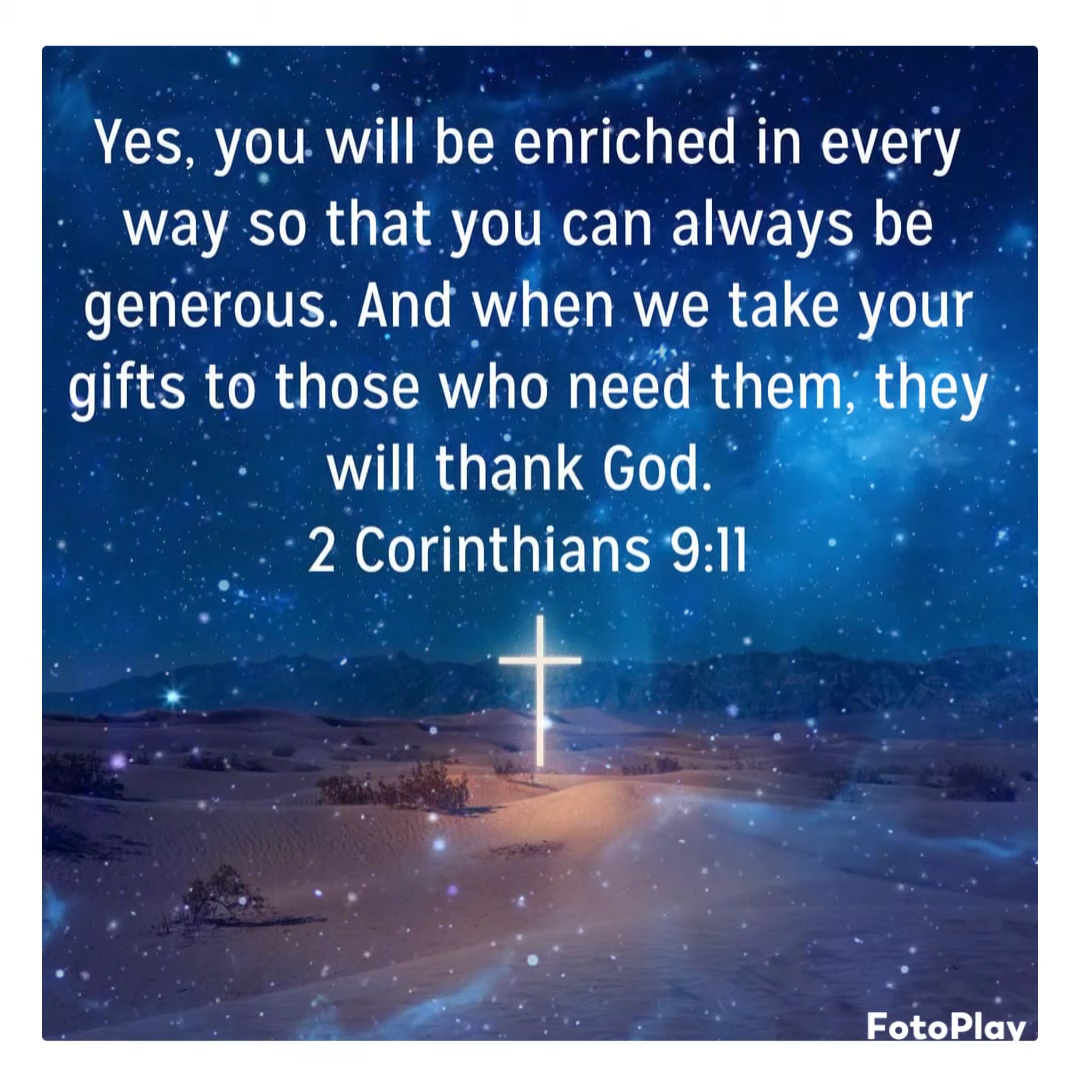 Yes, you will be enriched in every
way so that you can always be
generous. And when we take your
gifts to those who need them, they
will thank God.
2 Corinthians 9:11
FotoPlay